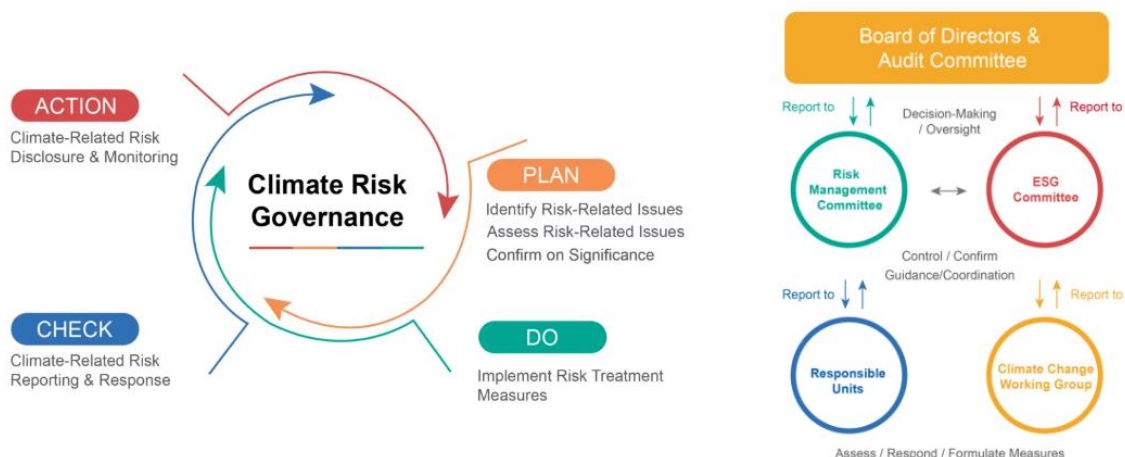 ACTION
Climate-Related Risk
Disclosure & Monitoring
Climate Risk
Governance
PLAN
Identify Risk-Related Issues
Assess Risk-Related Issues
Confirm on Significance
CHECK
Climate-Related Risk
Reporting & Response
DO
Implement Risk Treatment
Measures
Board of Directors &
Audit Committee
Report to
Decision-Making
/ Oversight
Report to
Risk
Management
Committee
ESG
Committee
Control / Confirm
Guidance/Coordination
Report to
Report to
Responsible
Units
Climate Change
Working Group
Assess / Respond / Formulate Measures